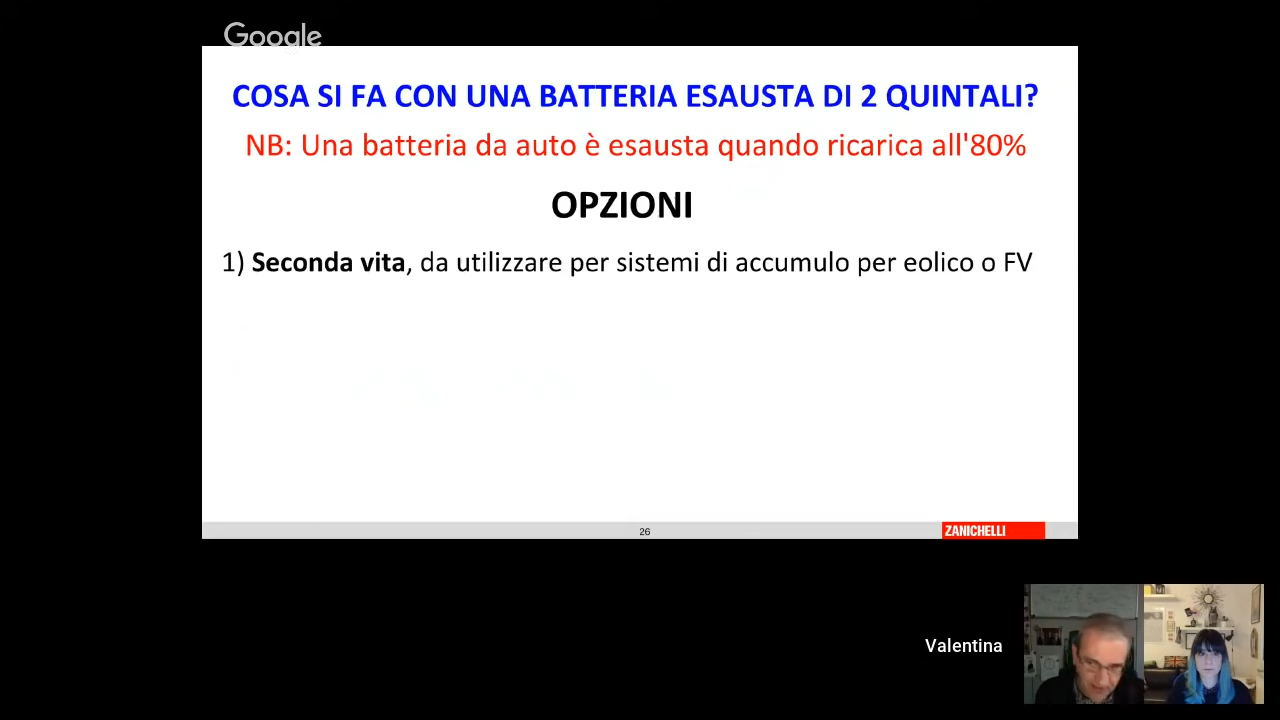 Google
COSA SI FA CON UNA BATTERIA ESAUSTA DI 2 QUINTALI?
NB: Una batteria da auto è esausta quando ricarica all'80%
OPZIONI
1) Seconda vita, da utilizzare per sistemi di accumulo per eolico o FV
26
ZANICHELLI
Valentina